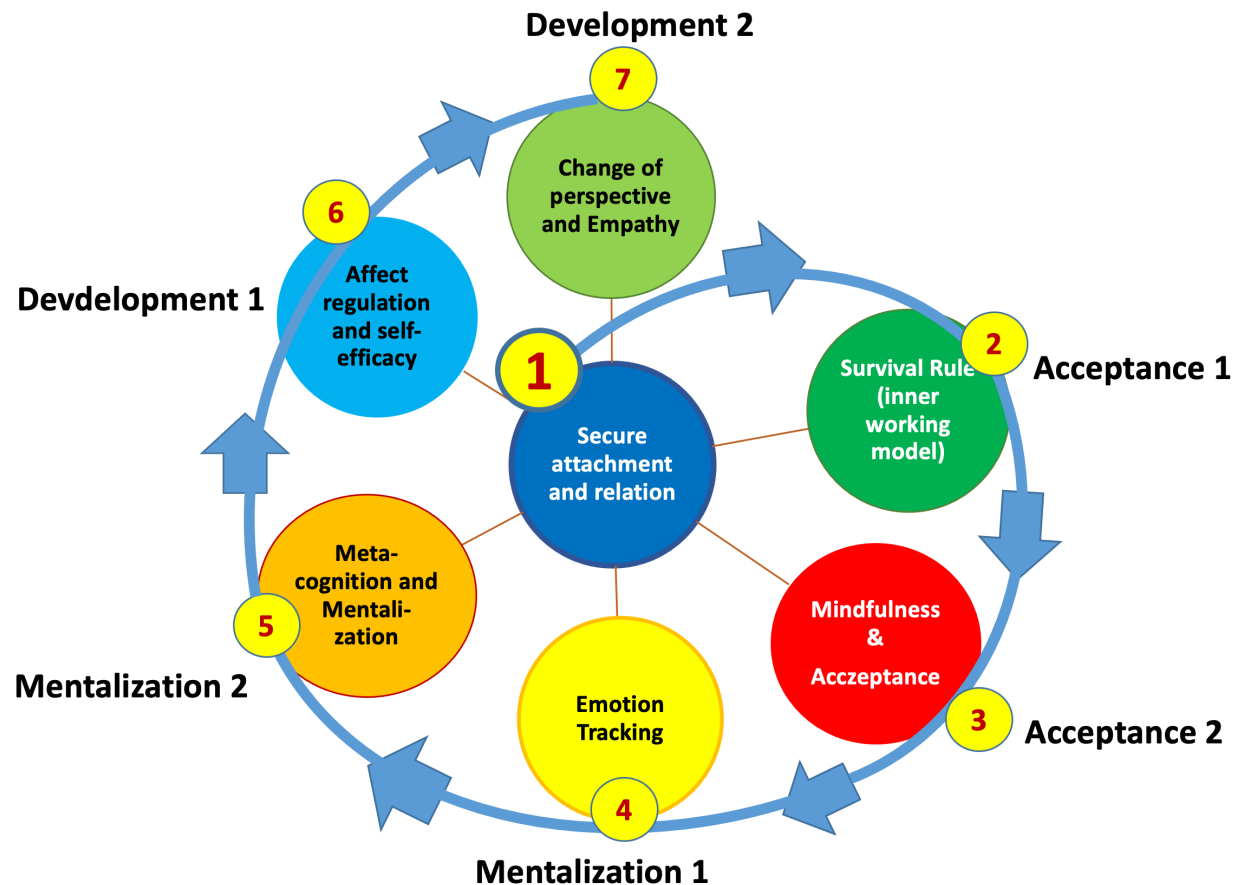 Development 2
7
Change of
perspective
and Empathy
6
Affect
regulation
and self-
efficacy
Devdelopment 1
1
Secure
attachment
and relation
2
Survival Rule
(inner
working
model)
Acceptance 1
Mindfulness
&
Acczeptance
3
Acceptance 2
Emotion
Tracking
4
Mentalization 1
Meta-
cognition and
Mentali-
zation
5
Mentalization 2